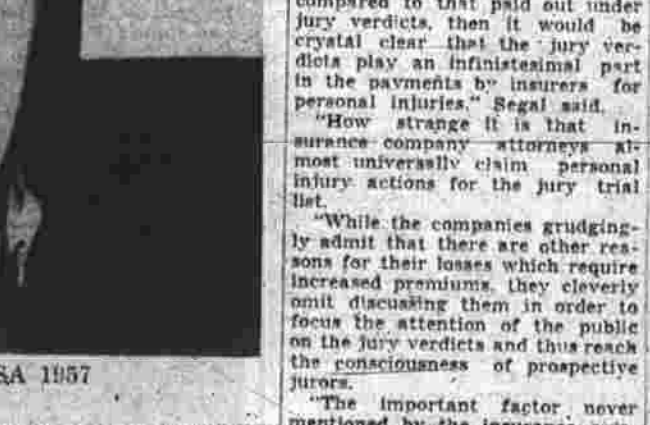 compared to that paid out under
jury verdicts, then it would be
crystal clear that the jury ver-
dicts play an infinistesimal part
in the payments by insurers for
personal injuries," Segal said.
"How strange it is that in-
surance company attorneys al-
most universally claim personal
injury actions for the jury trial
list.
"While the companies grudging-
ly admit that there are other rea-
sons for their losses which require
increased premiums, they cleverly
omit discussing them in order to
focus the attention of the public
on the jury verdicts and thus reach
the consciousness of prospective
jurors.
"The important factor never
mentioned by the insurance
SA 1957